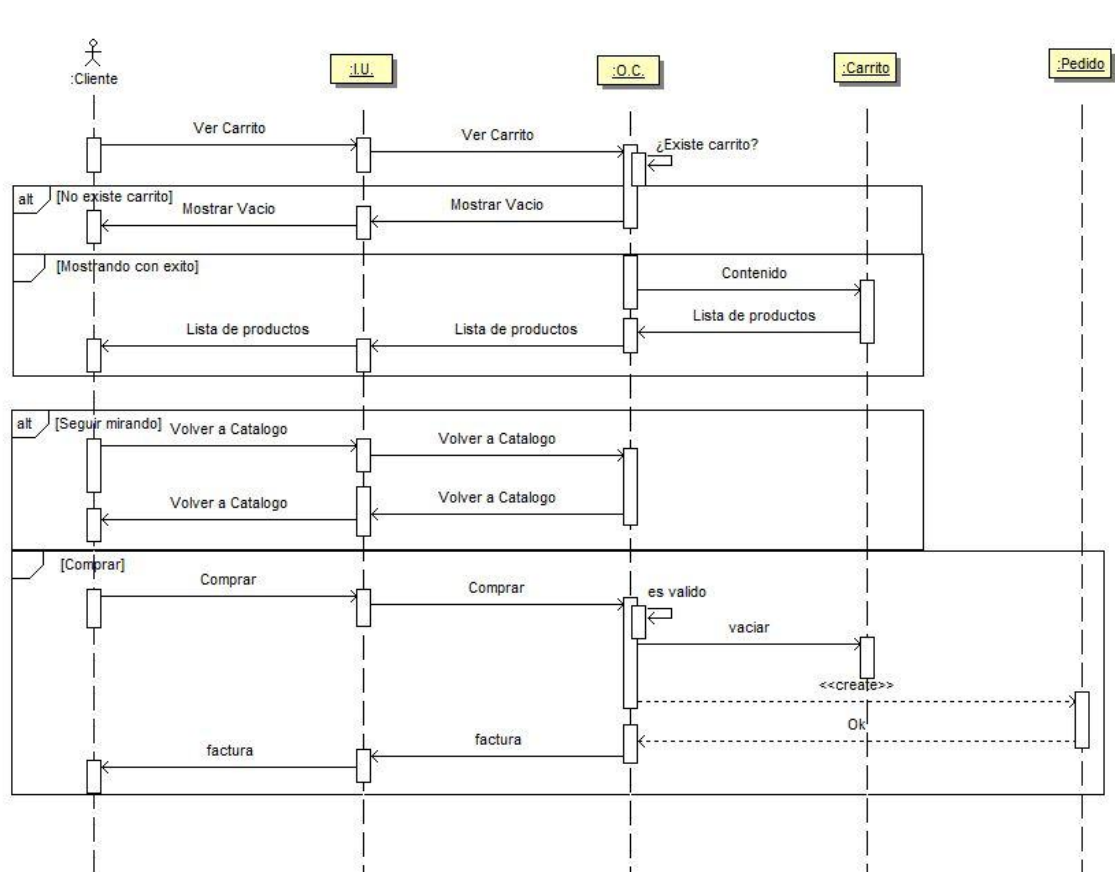 :Cliente
:I.U.
:O.C.
:Carrito
:Pedido
Ver Carrito
Ver Carrito
¿Existe carrito?
alt
[No existe carrito]
Mostrar Vacio
Mostrar Vacio
[Mostrando con exito]
Contenido
Lista de productos
Lista de productos
Lista de productos
alt
[Seguir mirando]
Volver a Catalogo
Volver a Catalogo
Volver a Catalogo
Volver a Catalogo
[Comprar]
Comprar
Comprar
es valido
vaciar
<<create>>
Ok
factura
factura